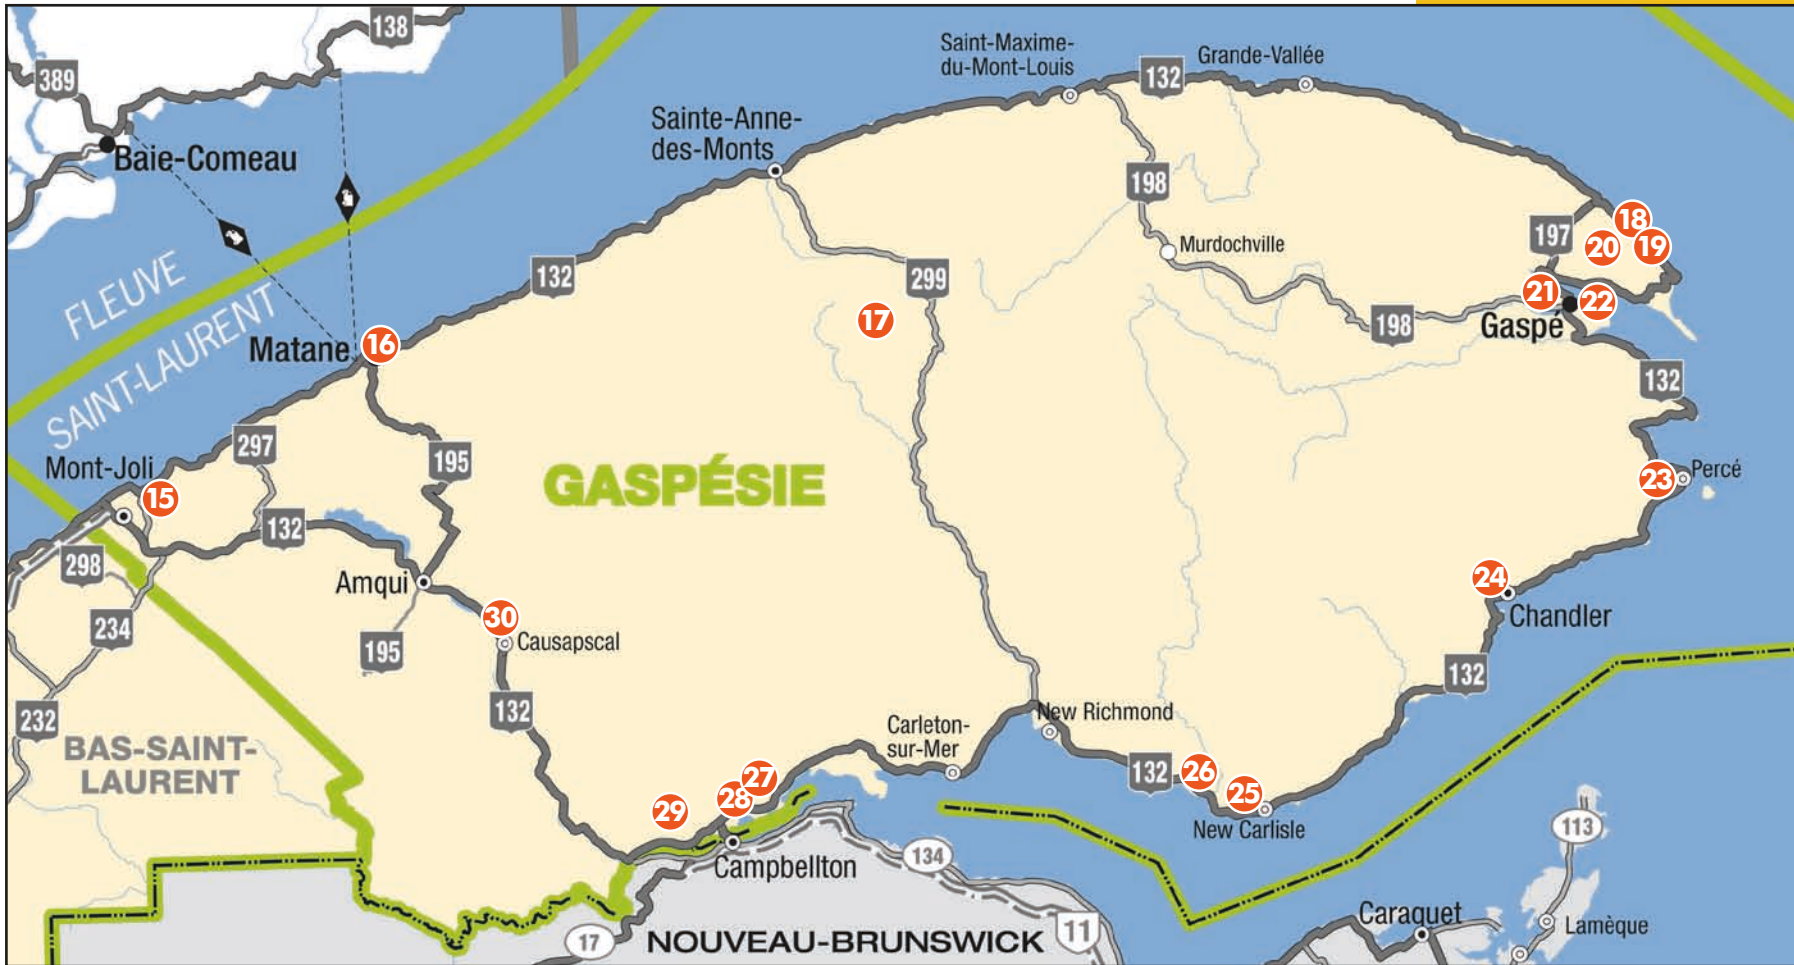 138
389
Baie-Comeau
Saint-Maxime-
du-Mont-Louis
132
Grande-Vallée
Sainte-Anne-
des-Monts
198
Murdochville
197
18
20
19
FLEUVE
SAINT-LAURENT
132
299
17
21
22
Gaspé
198
Matane
16
132
297
195
Mont-Joli
15
GASPÉSIE
23
Percé
132
298
Amqui
24
Chandler
234
30
Causapscal
195
132
232
132
BAS-SAINT-
LAURENT
Carleton-
sur-Mer
New Richmond
132
26
25
New Carlisle
27
28
29
Campbellton
134
113
17
NOUVEAU-BRUNSWICK
11
Caraquet
Lamèque